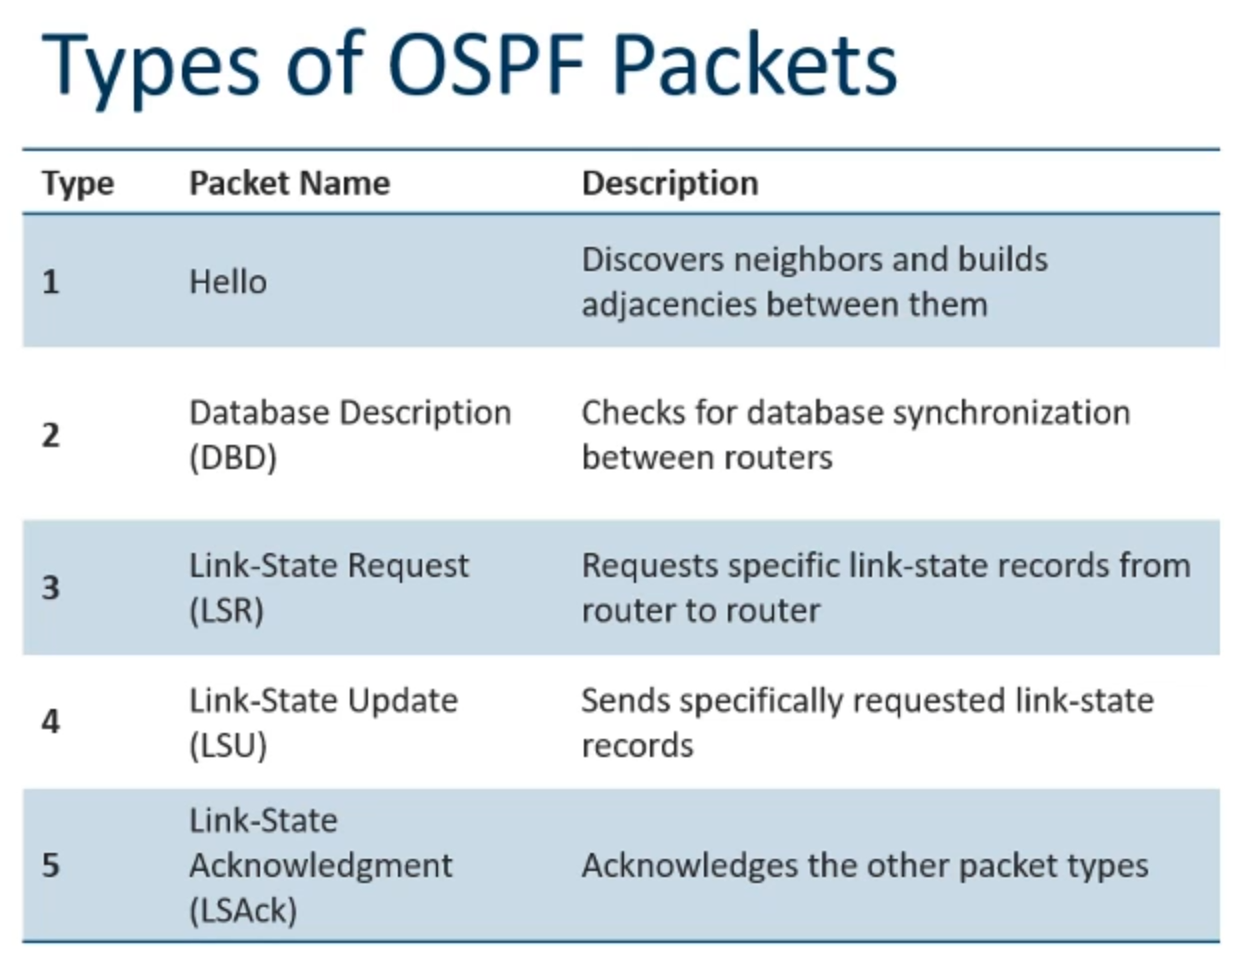 Types of OSPF Packets
Type Packet Name Description
1 Hello Discovers neighbors and builds
adjacencies between them
2 Database Description
(DBD) Checks for database synchronization
between routers
3 Link-State Request
(LSR) Requests specific link-state records from
router to router
4 Link-State Update
(LSU) Sends specifically requested link-state
records
5 Link-State
Acknowledgment
(LSAck) Acknowledges the other packet types